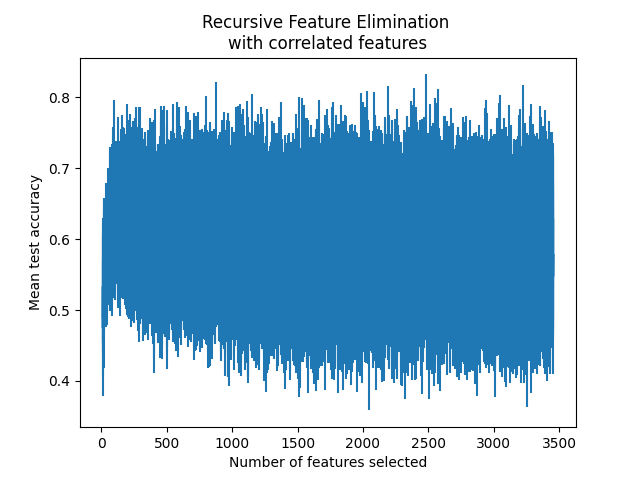 Recursive Feature Elimination
with correlated features
0.8
0.7
0.6
0.5
0.4
Mean test accuracy
0 500 1000 1500 2000 2500 3000 3500
Number of features selected